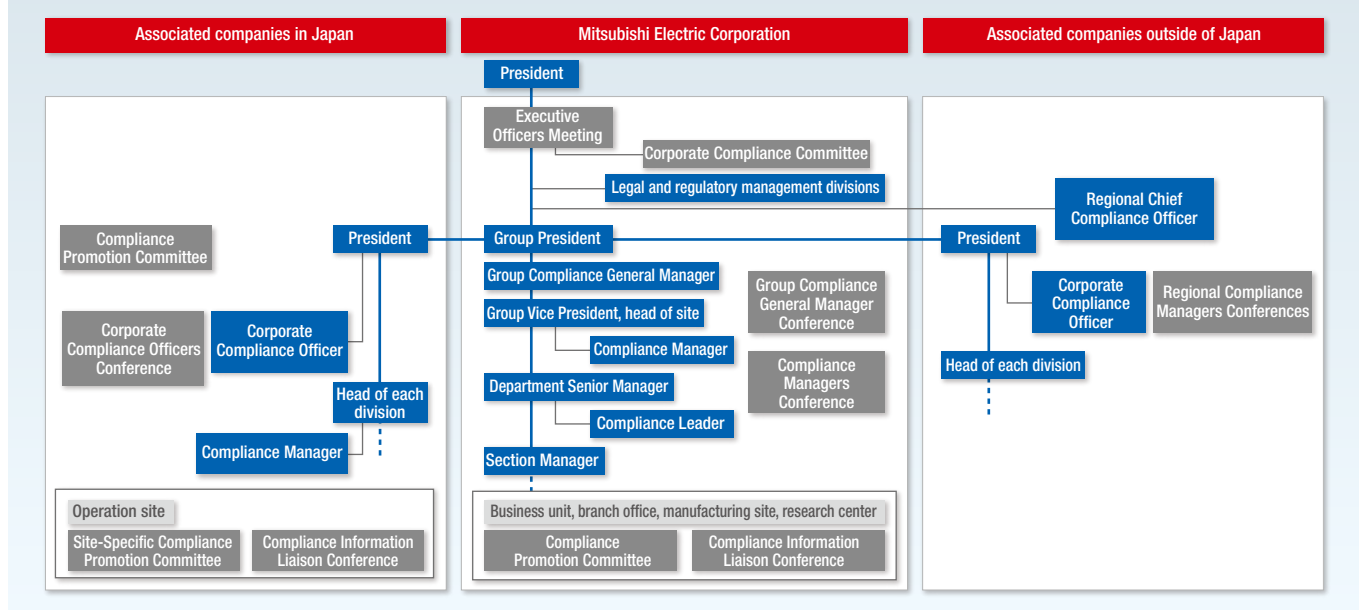 Associated companies in Japan
Mitsubishi Electric Corporation
Associated companies outside of Japan
President
Executive
Officers Meeting
Corporate Compliance Committee
Legal and regulatory management divisions
Regional Chief
Compliance Officer
Compliance
Promotion Committee
President
Group President
President
Group Compliance General Manager
Group Compliance
General Manager
Conference
Corporate
Compliance
Officer
Regional Compliance
Managers Conferences
Corporate
Compliance Officers
Conference
Corporate
Compliance Officer
Group Vice President, head of site
Compliance Manager
Compliance
Managers
Conference
Head of each division
Head of each
division
Department Senior Manager
Compliance Leader
Compliance Manager
Section Manager
Operation site
Site-Specific Compliance
Promotion Committee
Compliance Information
Liaison Conference
Business unit, branch office, manufacturing site, research center
Compliance
Promotion Committee
Compliance Information
Liaison Conference